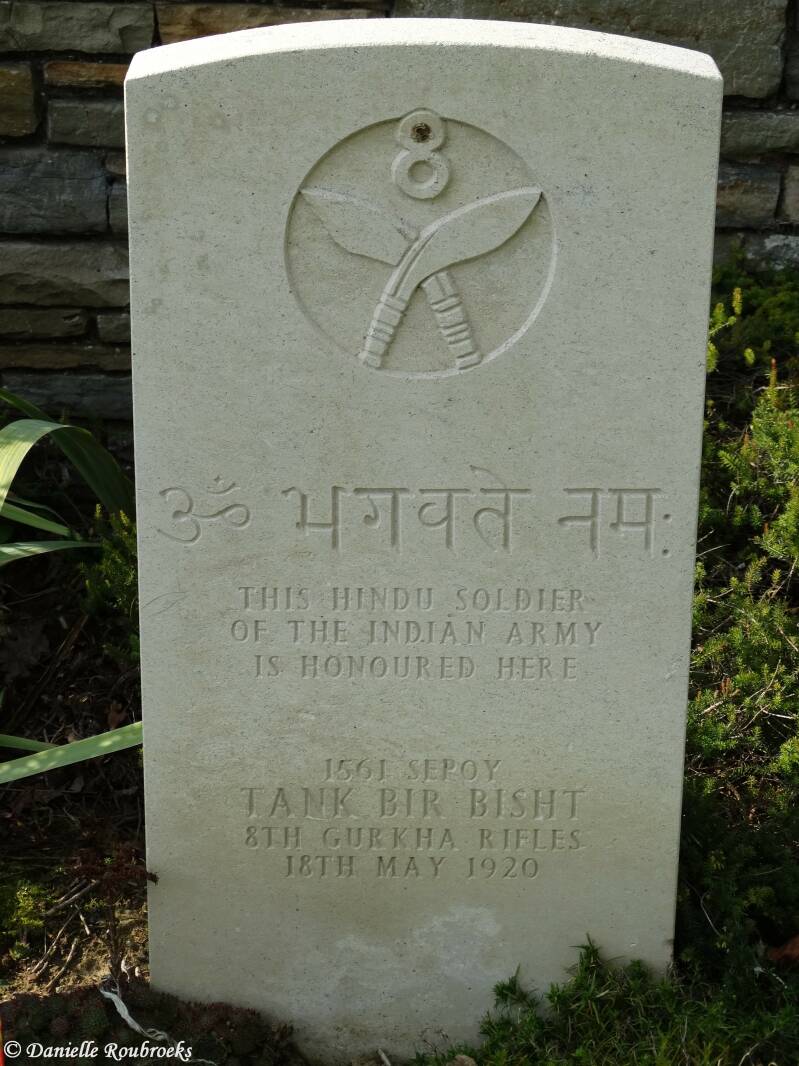 8
ॐ भगवते नमः
THIS HINDU SOLDIER
OF THE INDIAN ARMY
IS HONOURED HERE
1561 SEPOY
TANK BIR BISHT
8TH GURKHA RIFLES
18TH MAY 1920
© Danielle Roubroeks